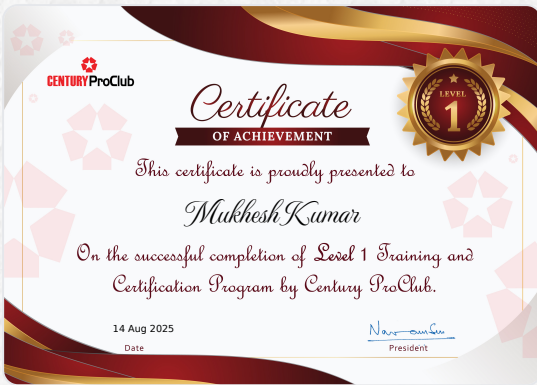 CENTURY ProClub
Certificate
OF ACHIEVEMENT
LEVEL
1
This certificate is proudly presented to
Mukhesh Kumar
On the successful completion of Level 1 Training and
Certification Program by Century ProClub.
14 Aug 2025
Date
President